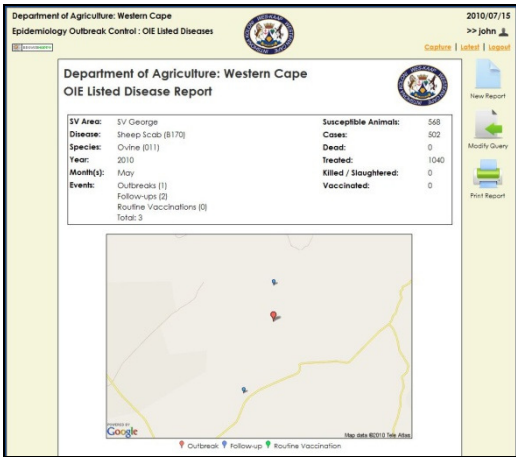 Department of Agriculture: Western Cape
2010/07/15
Epidemiology Outbreak Control : OIE Listed Diseases
>> john
Capture | Latest | Logout
Department of Agriculture: Western Cape
OIE Listed Disease Report
New Report
SV Area: SV George Susceptible Animals: 568
Disease: Sheep Scab (B170) Cases: 502
Species: Ovine (011) Dead: 0
Year: 2010 Treated: 1040
Month(s): May Killed / Slaughtered: 0
Events: Outbreaks (1) Vaccinated: 0
Follow-ups (2)
Routine Vaccinations (0)
Total: 3
Modify Query
Print Report
POWERED BY
Google
Map data ©2010 Tele Atlas
Outbreak Follow-up Routine Vaccination